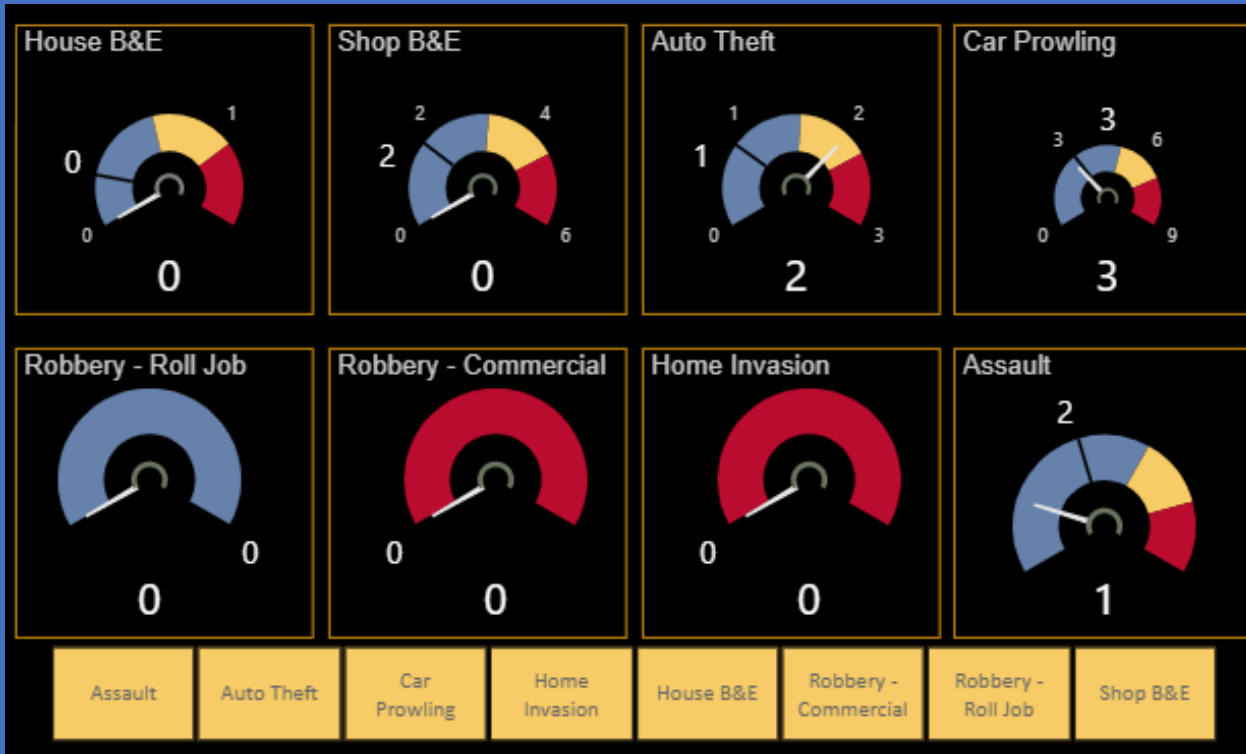 House B&E
1
0
0
0
Shop B&E
2
4
2
0
6
0
Auto Theft
1
2
1
0
3
2
Car Prowling
3
3
6
0
9
3
Robbery - Roll Job
0
0
Robbery - Commercial
0
0
Home Invasion
0
0
Assault
2
1
Assault
Auto Theft
Car
Prowling
Home
Invasion
House B&E
Robbery -
Commercial
Robbery -
Roll Job
Shop B&E